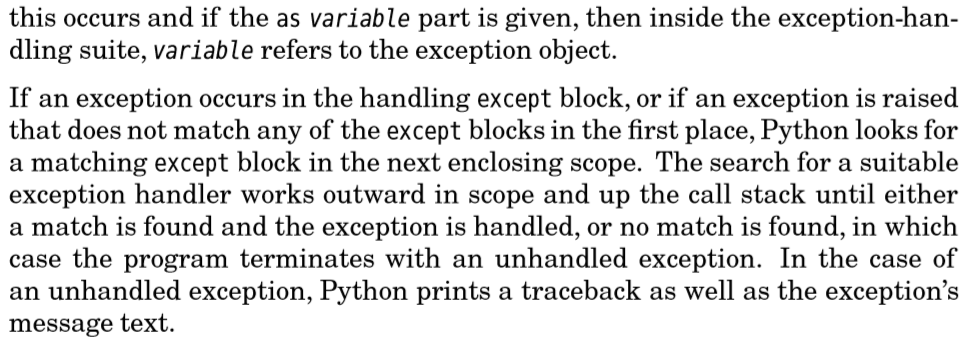 this occurs and if the as variable part is given, then inside the exception-han-
dling suite, variable refers to the exception object.
If an exception occurs in the handling except block, or if an exception is raised
that does not match any of the except blocks in the first place, Python looks for
a matching except block in the next enclosing scope. The search for a suitable
exception handler works outward in scope and up the call stack until either
a match is found and the exception is handled, or no match is found, in which
case the program terminates with an unhandled exception. In the case of
an unhandled exception, Python prints a traceback as well as the exception's
message text.